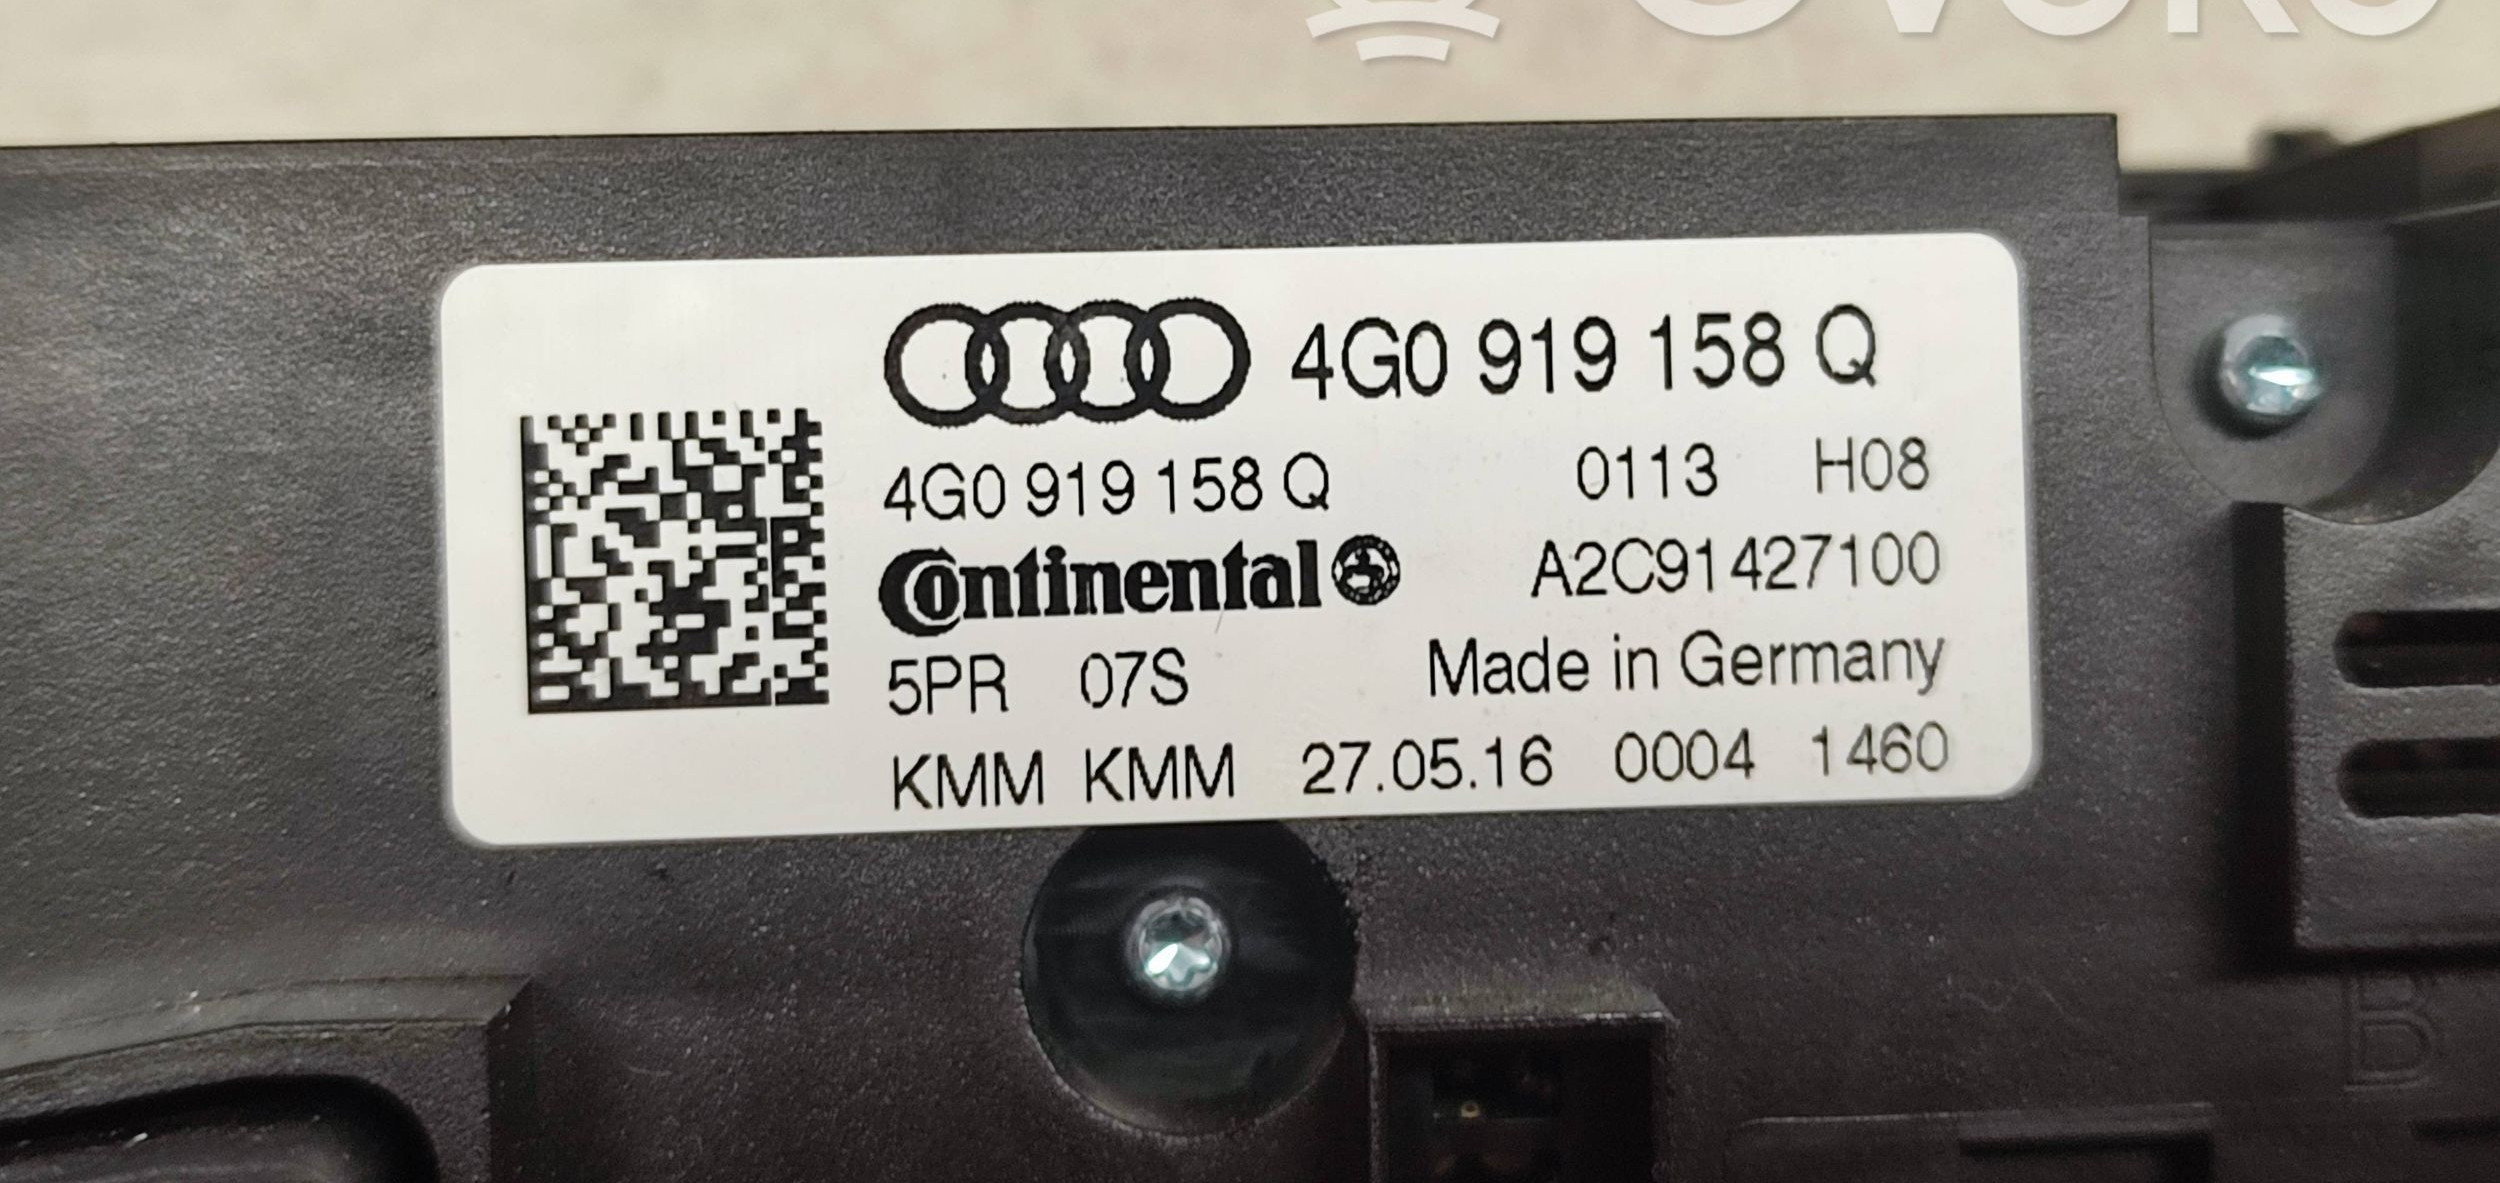 OVOKO
4G0 919 158 Q
4G0 919 158 Q 0113 H08
Continental A2C91427100
5PR 07S Made in Germany
KMM KMM 27.05.16 0004 1460
B